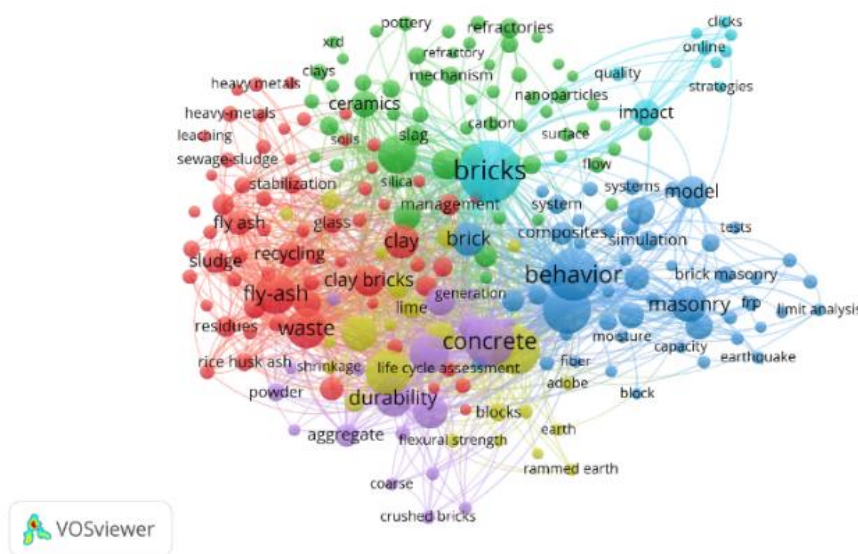 clicks
pottery
refractories
xrd
online
refractory
clays
mechanism
quality
heavy metals
strategies
ceramics
nanoparticles
impact
heavy-metals
carbon
leaching
soils
slag
surface
sewage-sludge
bricks
flow
stabilization
silica
systems
model
management
system
fly ash
glass
clay
brick
composites
tests
simulation
sludge
recycling
behavior
brick masonry
clay bricks
generation
fly-ash
lime
masonry
frp
limit analysis
residues
waste
concrete
moisture
capacity
rice husk ash
shrinkage
life cycle assessment
fiber
earthquake
powder
adobe
block
durability
blocks
aggregate
flexural strength
earth
rammed earth
coarse
crushed bricks
VOSviewer